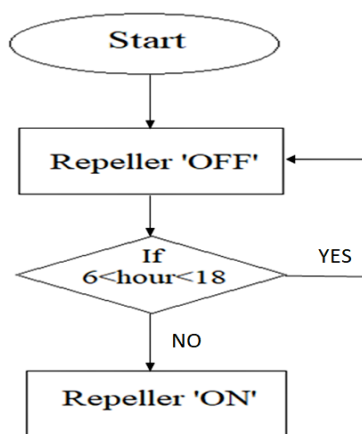 Start
Repeller 'OFF'
If
6<hour<18
YES
NO
Repeller 'ON'